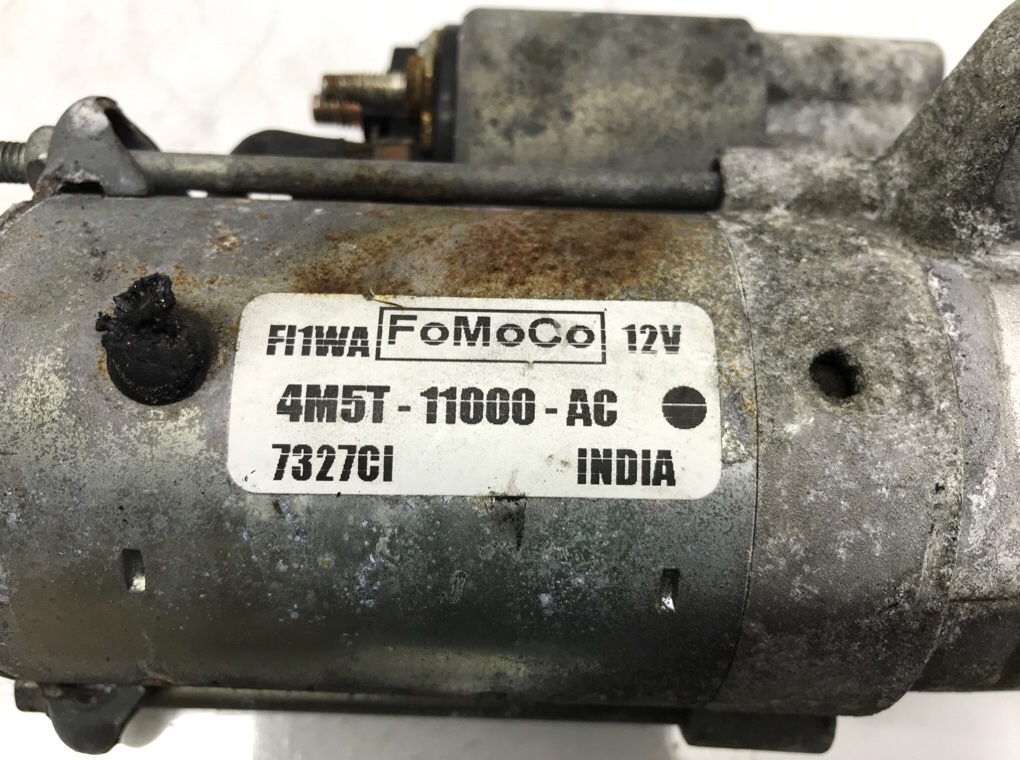 FI1WA FoMoCo 12V
4M5T - 11000 - AC
7327CI INDIA